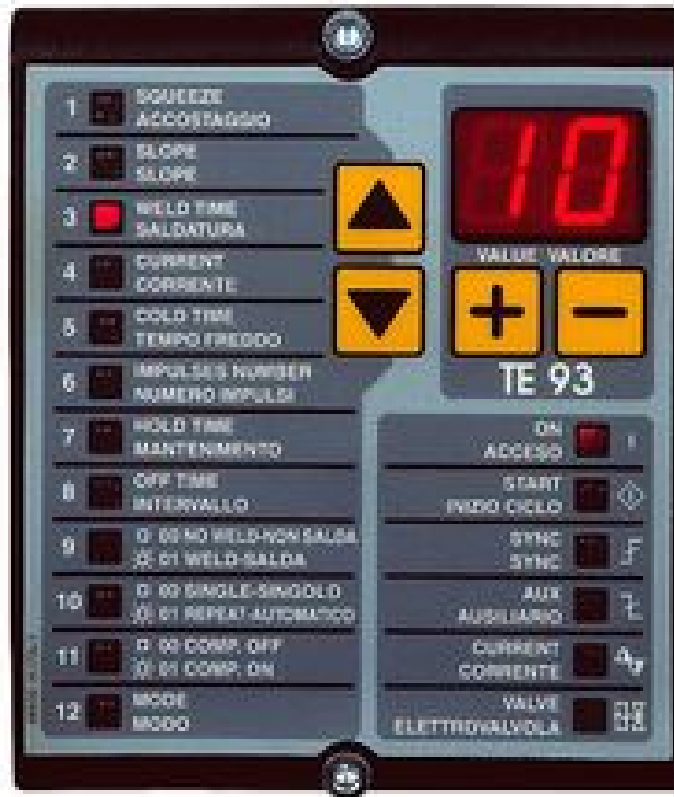 1 SQUEEZE
ACCOSTAGGIO
2 SLOPE
SLOPE
3 WELD TIME
SALDATURA
4 CURRENT
CORRENTE
5 COLD TIME
TEMPO FREDDO
6 IMPULSES NUMBER
NUMERO IMPULSI
7 HOLD TIME
MANTENIMENTO
8 OFF TIME
INTERVALLO
9 00 NO WELD-NON SALDA
01 WELD-SALDA
10 00 SINGLE-SINGOLO
01 REPEAT-AUTOMATICO
11 00 COMP. OFF
01 COMP. ON
12 MODE
MODO
10
VALUE VALORE
+ −
TE 93
ON
ACCESO I
START
INIZIO CICLO
SYNC
SYNC
AUX
AUSILIARIO
CURRENT
CORRENTE
VALVE
ELETTROVALVOLA